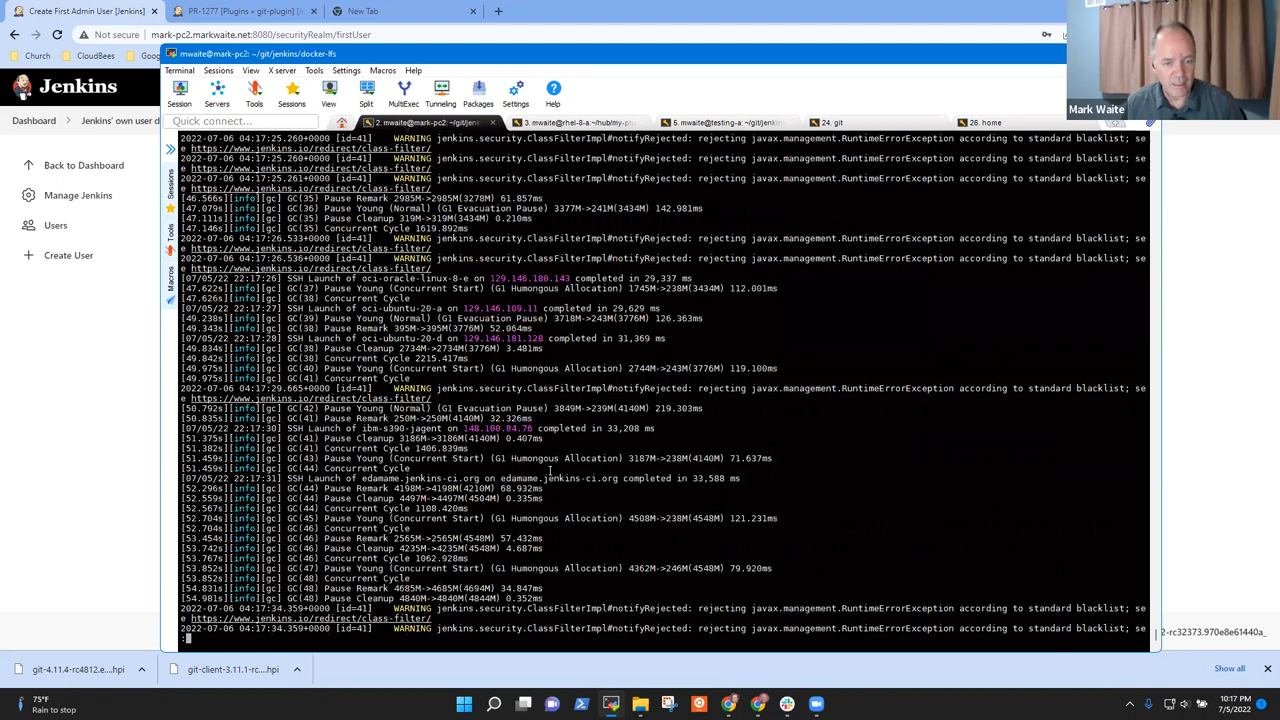 Create First Admin User [Jenkins]
PR-1277 [Plugins » git-plugin] [J
New Tab
Not secure | mark-pc2.markwaite.net:8080/securityRealm/firstUser
Church
CloudBees
Jenkins
Dashboard
Jenkins' own user d
Back to Dashboard
Manage Jenkins
Users
Create User
mwaite@mark-pc2: ~/git/jenkins/docker-lfs
Terminal Sessions View X server Tools Settings Macros Help
Session Servers Tools Sessions View Split MultiExec Tunneling Packages Settings Help
Quick connect...
2. mwaite@mark-pc2: ~/git/jenk
3. mwaite@rhel-8-a:~/hub/my-pl
5. mwaite@testing-a: ~/git/jenkin
24. git
26. home
Sessions
Tools
Macros
2022-07-06 04:17:25.260+0000 [id=41] WARNING jenkins.security.ClassFilterImpl#notifyRejected: rejecting javax.management.RuntimeErrorException according to standard blacklist; se
e https://www.jenkins.io/redirect/class-filter/
2022-07-06 04:17:25.260+0000 [id=41] WARNING jenkins.security.ClassFilterImpl#notifyRejected: rejecting javax.management.RuntimeErrorException according to standard blacklist; se
e https://www.jenkins.io/redirect/class-filter/
2022-07-06 04:17:25.261+0000 [id=41] WARNING jenkins.security.ClassFilterImpl#notifyRejected: rejecting javax.management.RuntimeErrorException according to standard blacklist; se
e https://www.jenkins.io/redirect/class-filter/
[46.566s][info][gc] GC(35) Pause Remark 2985M->2985M(3278M) 61.857ms
[47.079s][info][gc] GC(36) Pause Young (Normal) (G1 Evacuation Pause) 3377M->241M(3434M) 142.981ms
[47.111s][info][gc] GC(35) Pause Cleanup 319M->319M(3434M) 0.210ms
[47.146s][info][gc] GC(35) Concurrent Cycle 1619.892ms
2022-07-06 04:17:26.533+0000 [id=41] WARNING jenkins.security.ClassFilterImpl#notifyRejected: rejecting javax.management.RuntimeErrorException according to standard blacklist; se
e https://www.jenkins.io/redirect/class-filter/
2022-07-06 04:17:26.536+0000 [id=41] WARNING jenkins.security.ClassFilterImpl#notifyRejected: rejecting javax.management.RuntimeErrorException according to standard blacklist; se
e https://www.jenkins.io/redirect/class-filter/
[07/05/22 22:17:26] SSH Launch of oci-oracle-linux-8-e on 129.146.180.143 completed in 29,337 ms
[47.622s][info][gc] GC(37) Pause Young (Concurrent Start) (G1 Humongous Allocation) 1745M->238M(3434M) 112.001ms
[47.626s][info][gc] GC(38) Concurrent Cycle
[07/05/22 22:17:27] SSH Launch of oci-ubuntu-20-a on 129.146.109.11 completed in 29,629 ms
[49.238s][info][gc] GC(39) Pause Young (Normal) (G1 Evacuation Pause) 3718M->243M(3776M) 126.363ms
[49.343s][info][gc] GC(38) Pause Remark 395M->395M(3776M) 52.064ms
[07/05/22 22:17:28] SSH Launch of oci-ubuntu-20-d on 129.146.181.128 completed in 31,369 ms
[49.834s][info][gc] GC(38) Pause Cleanup 2734M->2734M(3776M) 3.481ms
[49.842s][info][gc] GC(38) Concurrent Cycle 2215.417ms
[49.975s][info][gc] GC(40) Pause Young (Concurrent Start) (G1 Humongous Allocation) 2744M->243M(3776M) 119.100ms
[49.975s][info][gc] GC(41) Concurrent Cycle
2022-07-06 04:17:29.665+0000 [id=41] WARNING jenkins.security.ClassFilterImpl#notifyRejected: rejecting javax.management.RuntimeErrorException according to standard blacklist; se
e https://www.jenkins.io/redirect/class-filter/
[50.792s][info][gc] GC(42) Pause Young (Normal) (G1 Evacuation Pause) 3849M->239M(4140M) 219.303ms
[50.835s][info][gc] GC(41) Pause Remark 250M->250M(4140M) 32.326ms
[07/05/22 22:17:30] SSH Launch of ibm-s390-jagent on 148.100.84.76 completed in 33,208 ms
[51.375s][info][gc] GC(41) Pause Cleanup 3186M->3186M(4140M) 0.407ms
[51.382s][info][gc] GC(41) Concurrent Cycle 1406.839ms
[51.459s][info][gc] GC(43) Pause Young (Concurrent Start) (G1 Humongous Allocation) 3187M->238M(4140M) 71.637ms
[51.459s][info][gc] GC(44) Concurrent Cycle
[07/05/22 22:17:31] SSH Launch of edamame.jenkins-ci.org on edamame.jenkins-ci.org completed in 33,588 ms
[52.296s][info][gc] GC(44) Pause Remark 4198M->4198M(4210M) 68.932ms
[52.559s][info][gc] GC(44) Pause Cleanup 4497M->4497M(4504M) 0.335ms
[52.567s][info][gc] GC(44) Concurrent Cycle 1108.420ms
[52.704s][info][gc] GC(45) Pause Young (Concurrent Start) (G1 Humongous Allocation) 4508M->238M(4548M) 121.231ms
[52.704s][info][gc] GC(46) Concurrent Cycle
[53.454s][info][gc] GC(46) Pause Remark 2565M->2565M(4548M) 57.432ms
[53.742s][info][gc] GC(46) Pause Cleanup 4235M->4235M(4548M) 4.687ms
[53.767s][info][gc] GC(46) Concurrent Cycle 1062.928ms
[53.852s][info][gc] GC(47) Pause Young (Concurrent Start) (G1 Humongous Allocation) 4362M->246M(4548M) 79.920ms
[53.852s][info][gc] GC(48) Concurrent Cycle
[54.831s][info][gc] GC(48) Pause Remark 4685M->4685M(4694M) 34.847ms
[54.981s][info][gc] GC(48) Pause Cleanup 4840M->4840M(4844M) 0.352ms
2022-07-06 04:17:34.359+0000 [id=41] WARNING jenkins.security.ClassFilterImpl#notifyRejected: rejecting javax.management.RuntimeErrorException according to standard blacklist; se
e https://www.jenkins.io/redirect/class-filter/
2022-07-06 04:17:34.359+0000 [id=41] WARNING jenkins.security.ClassFilterImpl#notifyRejected: rejecting javax.management.RuntimeErrorException according to standard blacklist; se
:
Mark Waite
2-rc32373.970e8e61440a_
git-4.11.4-rc4812.e....hpi
git-client-3.11.1-rc....hpi
Show all
75°F
Rain to stop
10:17 PM
7/5/2022